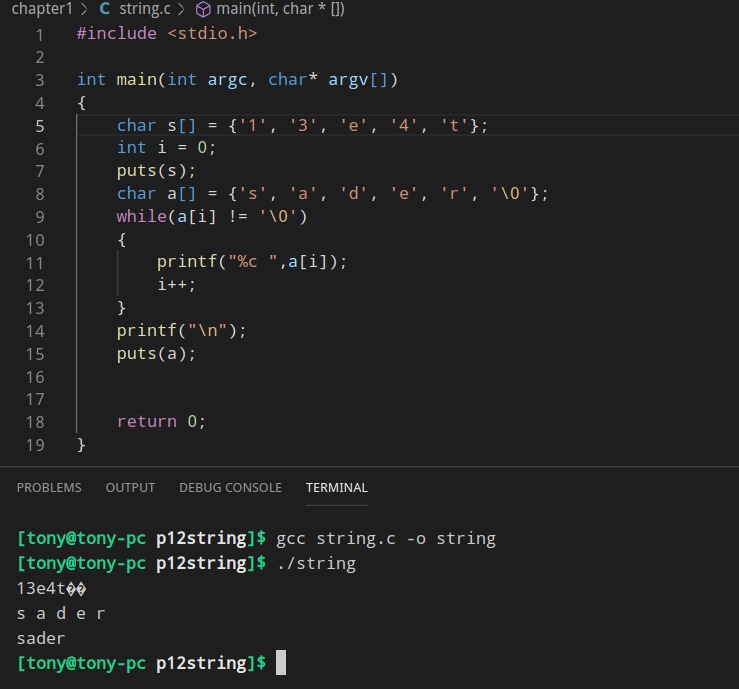 chapter1 > C string.c > main(int, char * [])
1 #include <stdio.h>
2
3 int main(int argc, char* argv[])
4 {
5     char s[] = {'1', '3', 'e', '4', 't'};
6     int i = 0;
7     puts(s);
8     char a[] = {'s', 'a', 'd', 'e', 'r', '\0'};
9     while(a[i] != '\0')
10     {
11         printf("%c ",a[i]);
12         i++;
13     }
14     printf("\n");
15     puts(a);
16
17
18     return 0;
19 }
PROBLEMS OUTPUT DEBUG CONSOLE TERMINAL
[tony@tony-pc p12string]$ gcc string.c -o string
[tony@tony-pc p12string]$ ./string
13e4t��
s a d e r
sader
[tony@tony-pc p12string]$